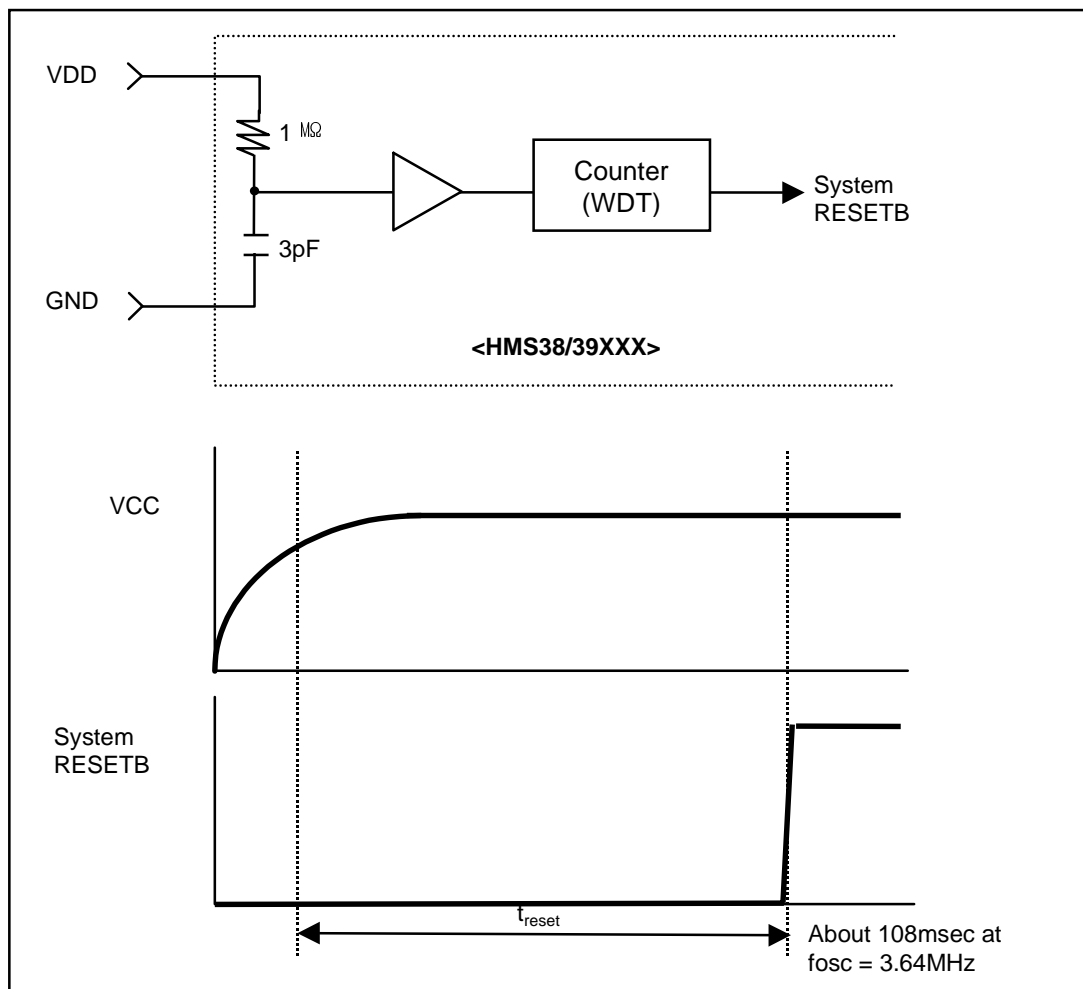 VDD
1 MΩ
Counter
(WDT)
System
RESETB
3pF
GND
<HMS38/39XXX>
VCC
System
RESETB
treset
About 108msec at
fosc = 3.64MHz